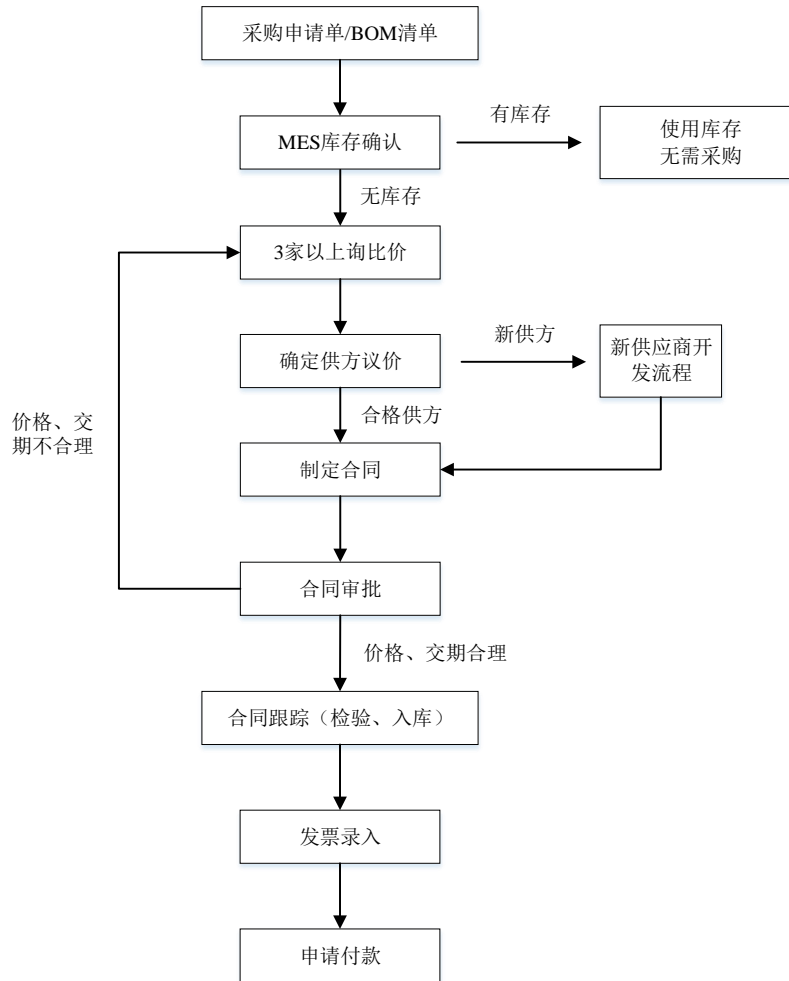 采购申请单/BOM清单
有库存
MES库存确认
使用库存
无需采购
无库存
3家以上询比价
新供方
确定供方议价
新供应商开
发流程
合格供方
价格、交
期不合理
制定合同
合同审批
价格、交期合理
合同跟踪（检验、入库）
发票录入
申请付款